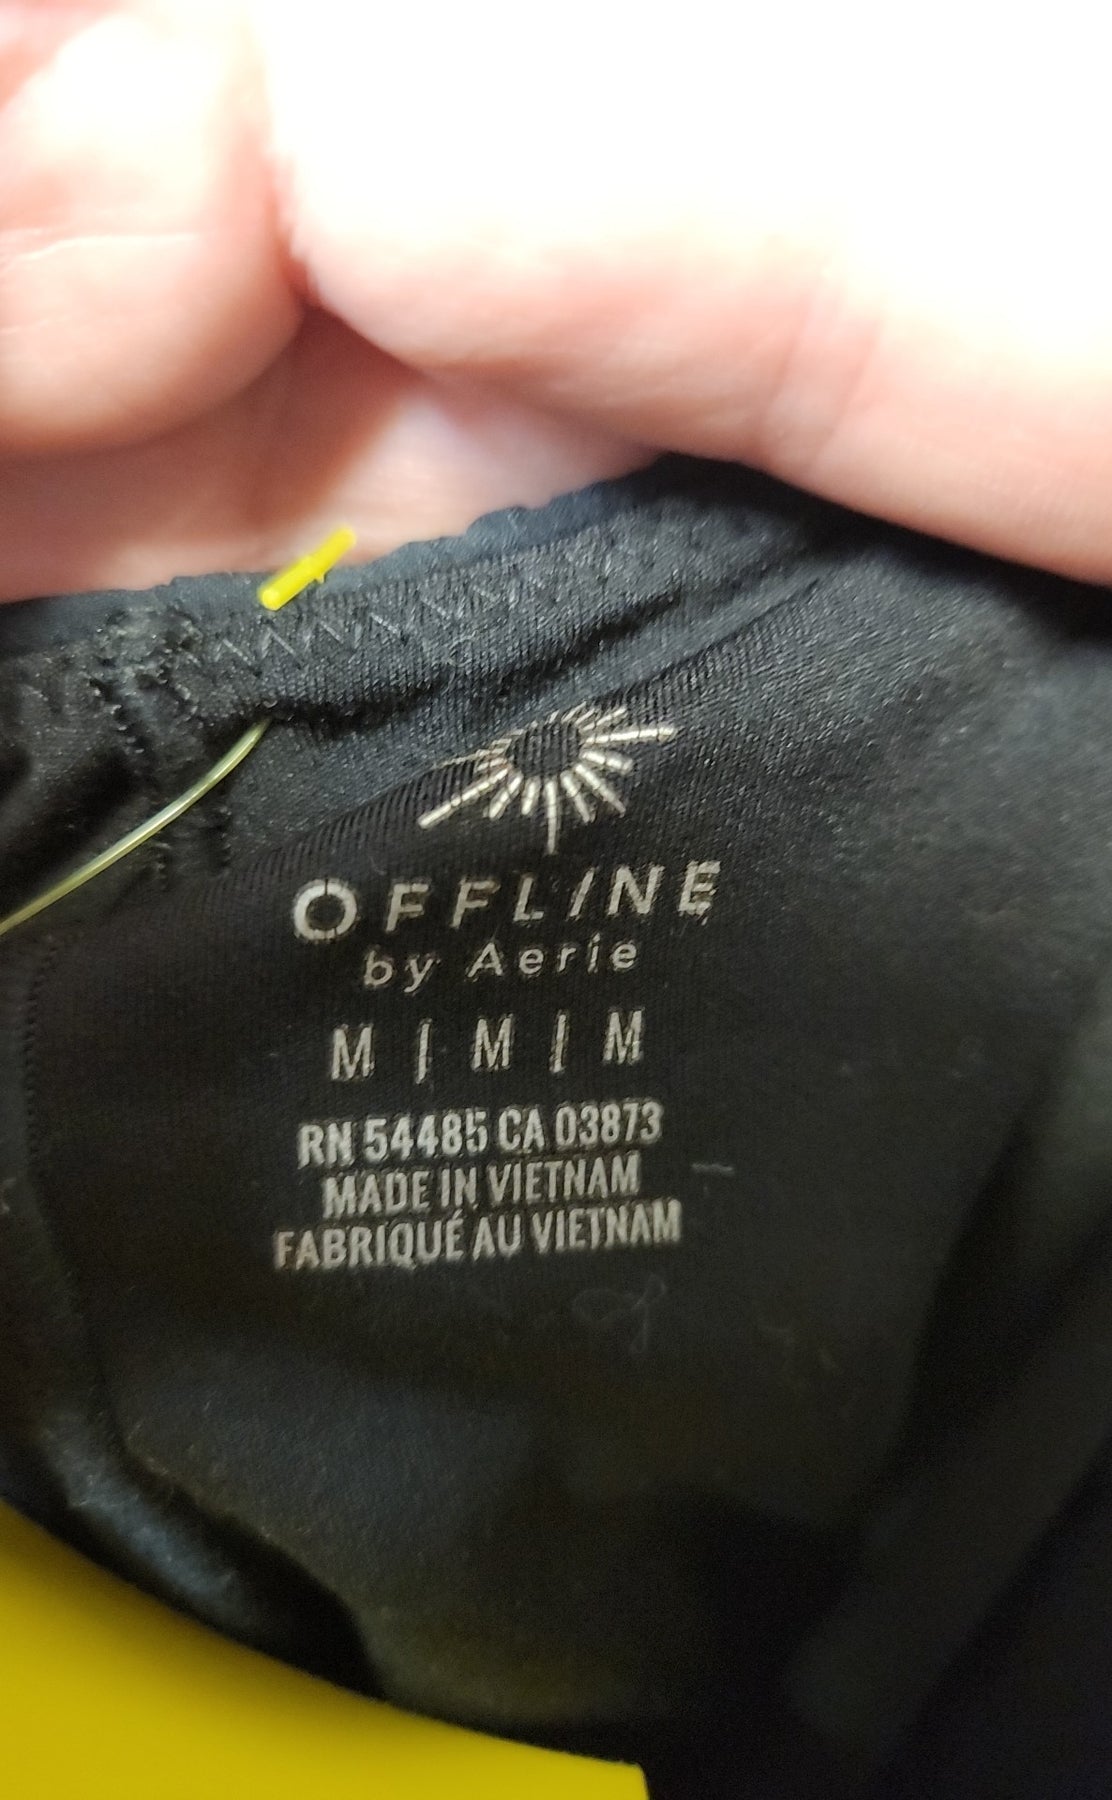 OFFLINE
by Aerie
M | M | M
RN 54485 CA 03873
MADE IN VIETNAM
FABRIQUÉ AU VIETNAM